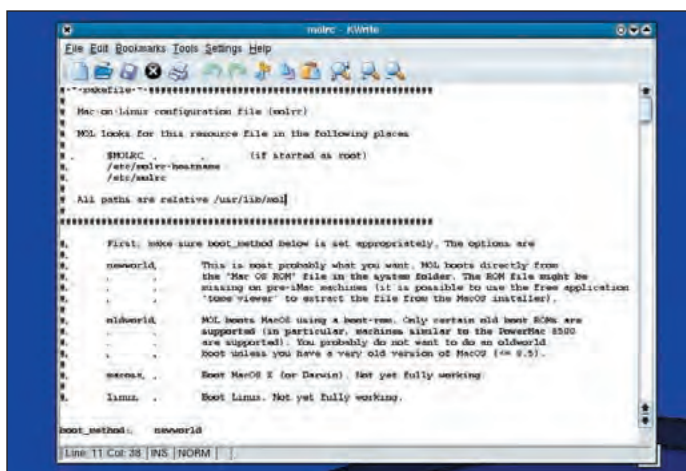 molrc - KWrite
File Edit Bookmarks Tools Settings Help
#-*-makefile-*-##################################################
#
# Mac-on-Linux configuration file (molrc)
#
# MOL looks for this resource file in the following places
#
#. $MOLRC . . (if started as root)
#. /etc/molrc-hostname
#. /etc/molrc
#
# All paths are relative /usr/lib/mol
#
##################################################
#. First, make sure boot_method below is set appropriately. The options are
#.
#. newworld, This is most probably what you want. MOL boots directly from
#. . . the 'Mac OS ROM' file in the system folder. The ROM file might be
#. . . missing on pre-iMac machines (it is possible to use the free application
#. . . 'tome viewer' to extract the file from the MacOS installer).
#.
#. oldworld, MOL boots MacOS using a boot-rom. Only certain old boot ROMs are
#. . . supported (in particular, machines similar to the PowerMac 8500
#. . . are supported). You probably do not want to do an oldworld
#. . . boot unless you have a very old version of MacOS (<= 8.5).
#.
#. macosx, . Boot MacOS X (or Darwin). Not yet fully working.
#.
#. linux, . Boot Linux. Not yet fully working.
boot_method:. newworld
Line: 11 Col: 38 INS NORM